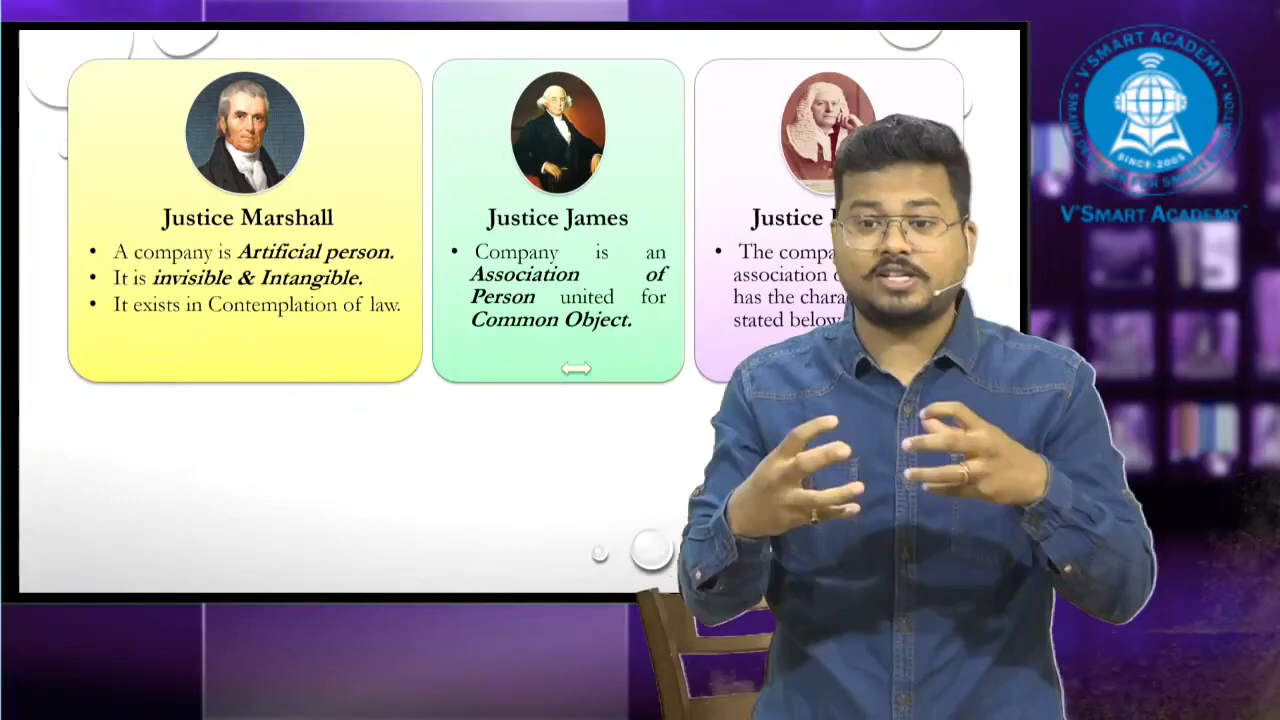 Justice Marshall
• A company is Artificial person.
• It is invisible & Intangible.
• It exists in Contemplation of law.
Justice James
• Company is an
Association of
Person united for
Common Object.
Justice
• The
association
has the
stated below
V'SMART ACADEMY
SINCE-2005
V'SMART ACADEMY